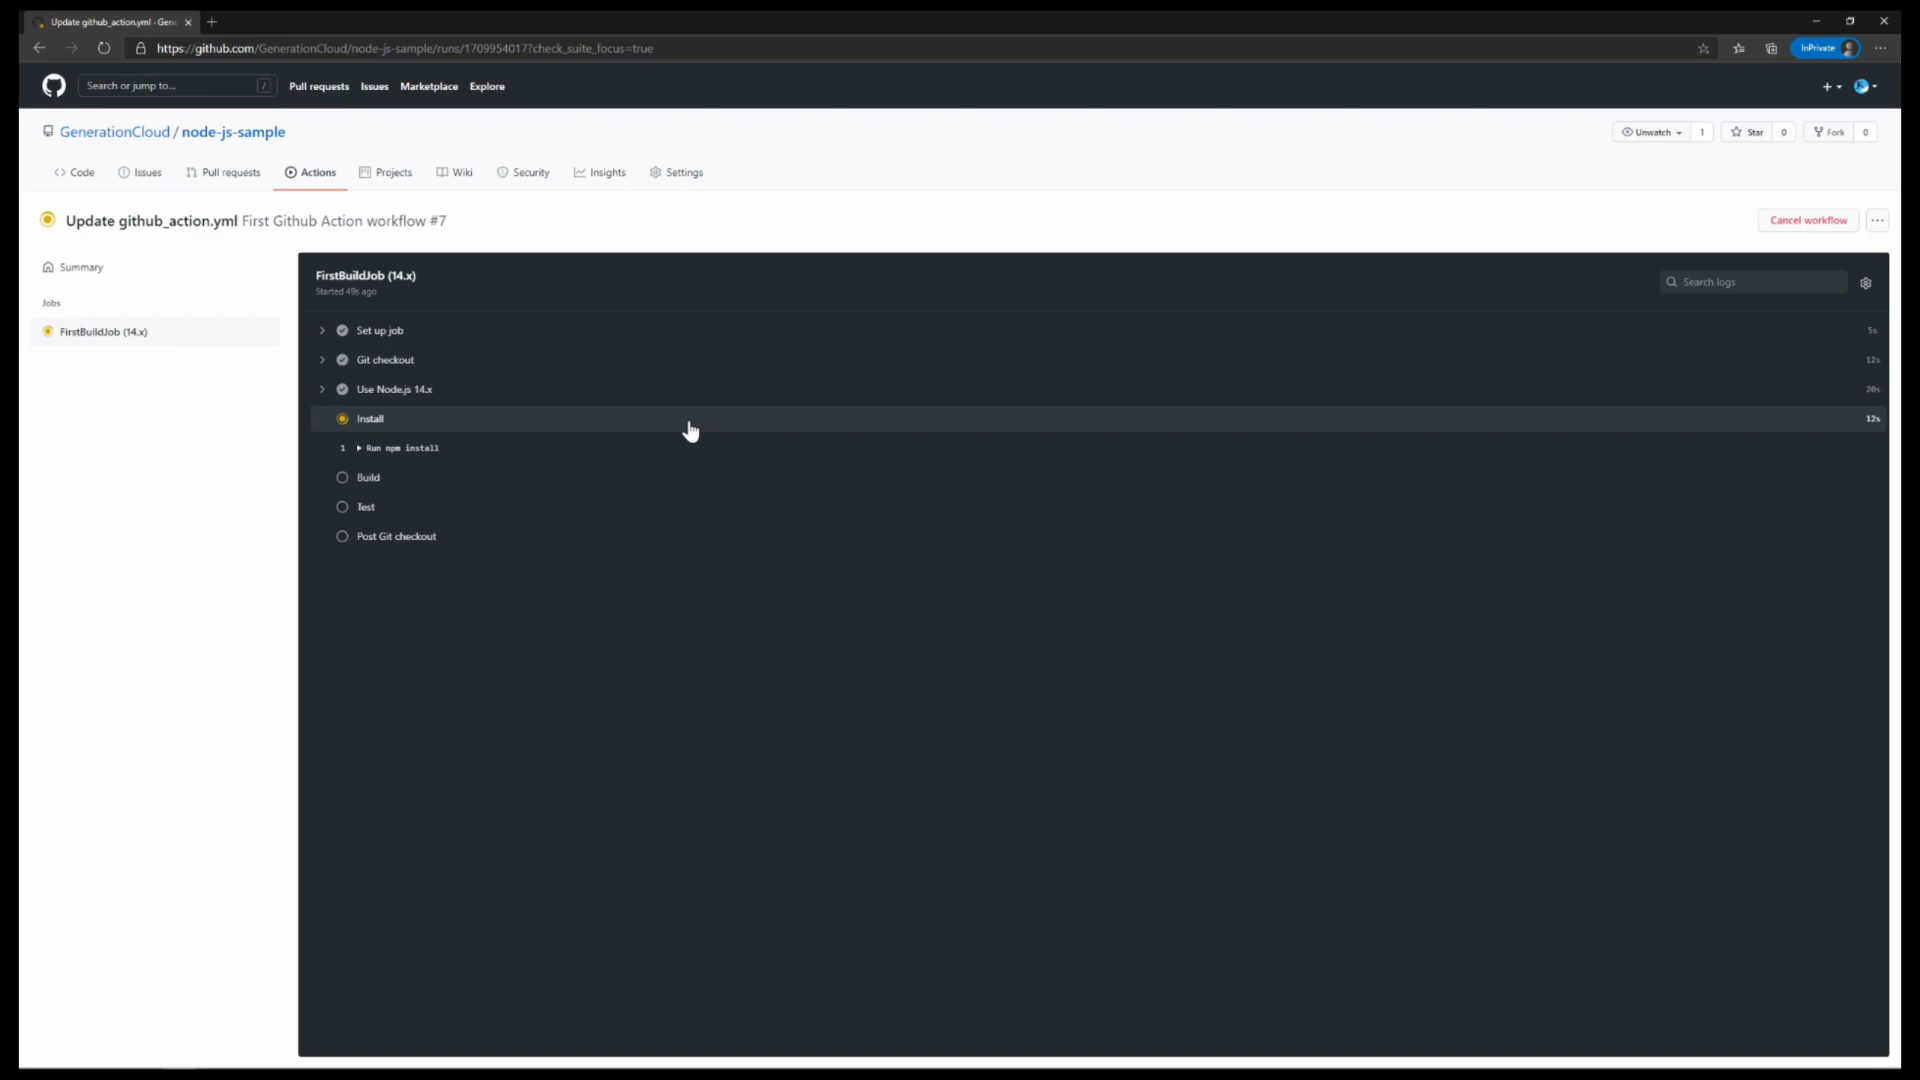 Update github_action.yml · Gen
https://github.com/GenerationCloud/node-js-sample/runs/1709954017?check_suite_focus=true
InPrivate
Search or jump to...
/
Pull requests
Issues
Marketplace
Explore
GenerationCloud / node-js-sample
Unwatch
1
Star
0
Fork
0
<> Code
Issues
Pull requests
Actions
Projects
Wiki
Security
Insights
Settings
Update github_action.yml First Github Action workflow #7
Cancel workflow
Summary
Jobs
FirstBuildJob (14.x)
FirstBuildJob (14.x)
Started 49s ago
Search logs
Set up job
5s
Git checkout
12s
Use Node.js 14.x
20s
Install
12s
1 Run npm install
Build
Test
Post Git checkout